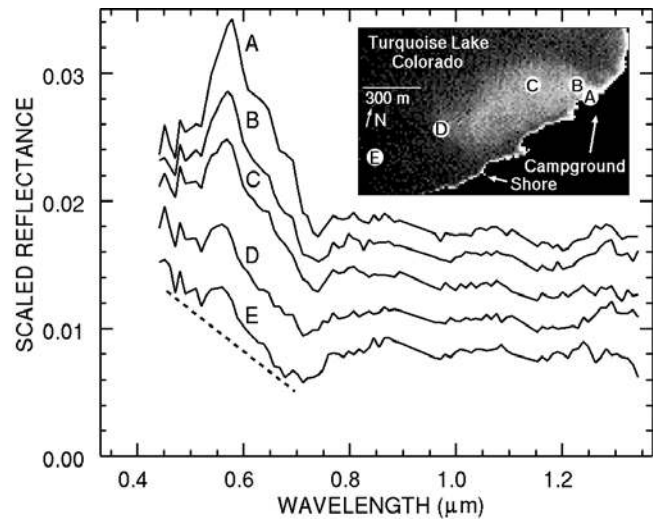 SCALED REFLECTANCE
0.03
0.02
0.01
0.00
A
B
C
D
E
Turquoise Lake
Colorado
300 m
N
C
B
A
D
E
Campground
Shore
0.4 0.6 0.8 1.0 1.2
WAVELENGTH (μm)